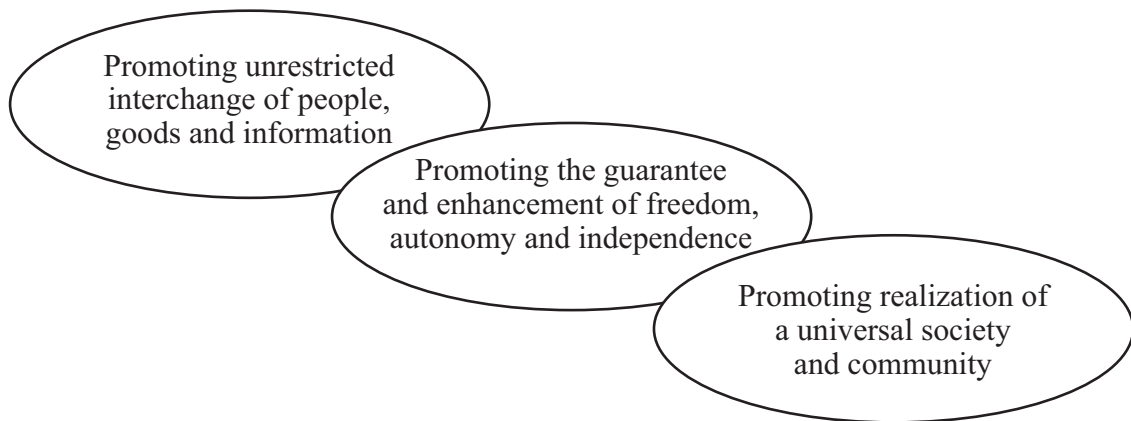 Promoting unrestricted
interchange of people,
goods and information
Promoting the guarantee
and enhancement of freedom,
autonomy and independence
Promoting realization of
a universal society
and community